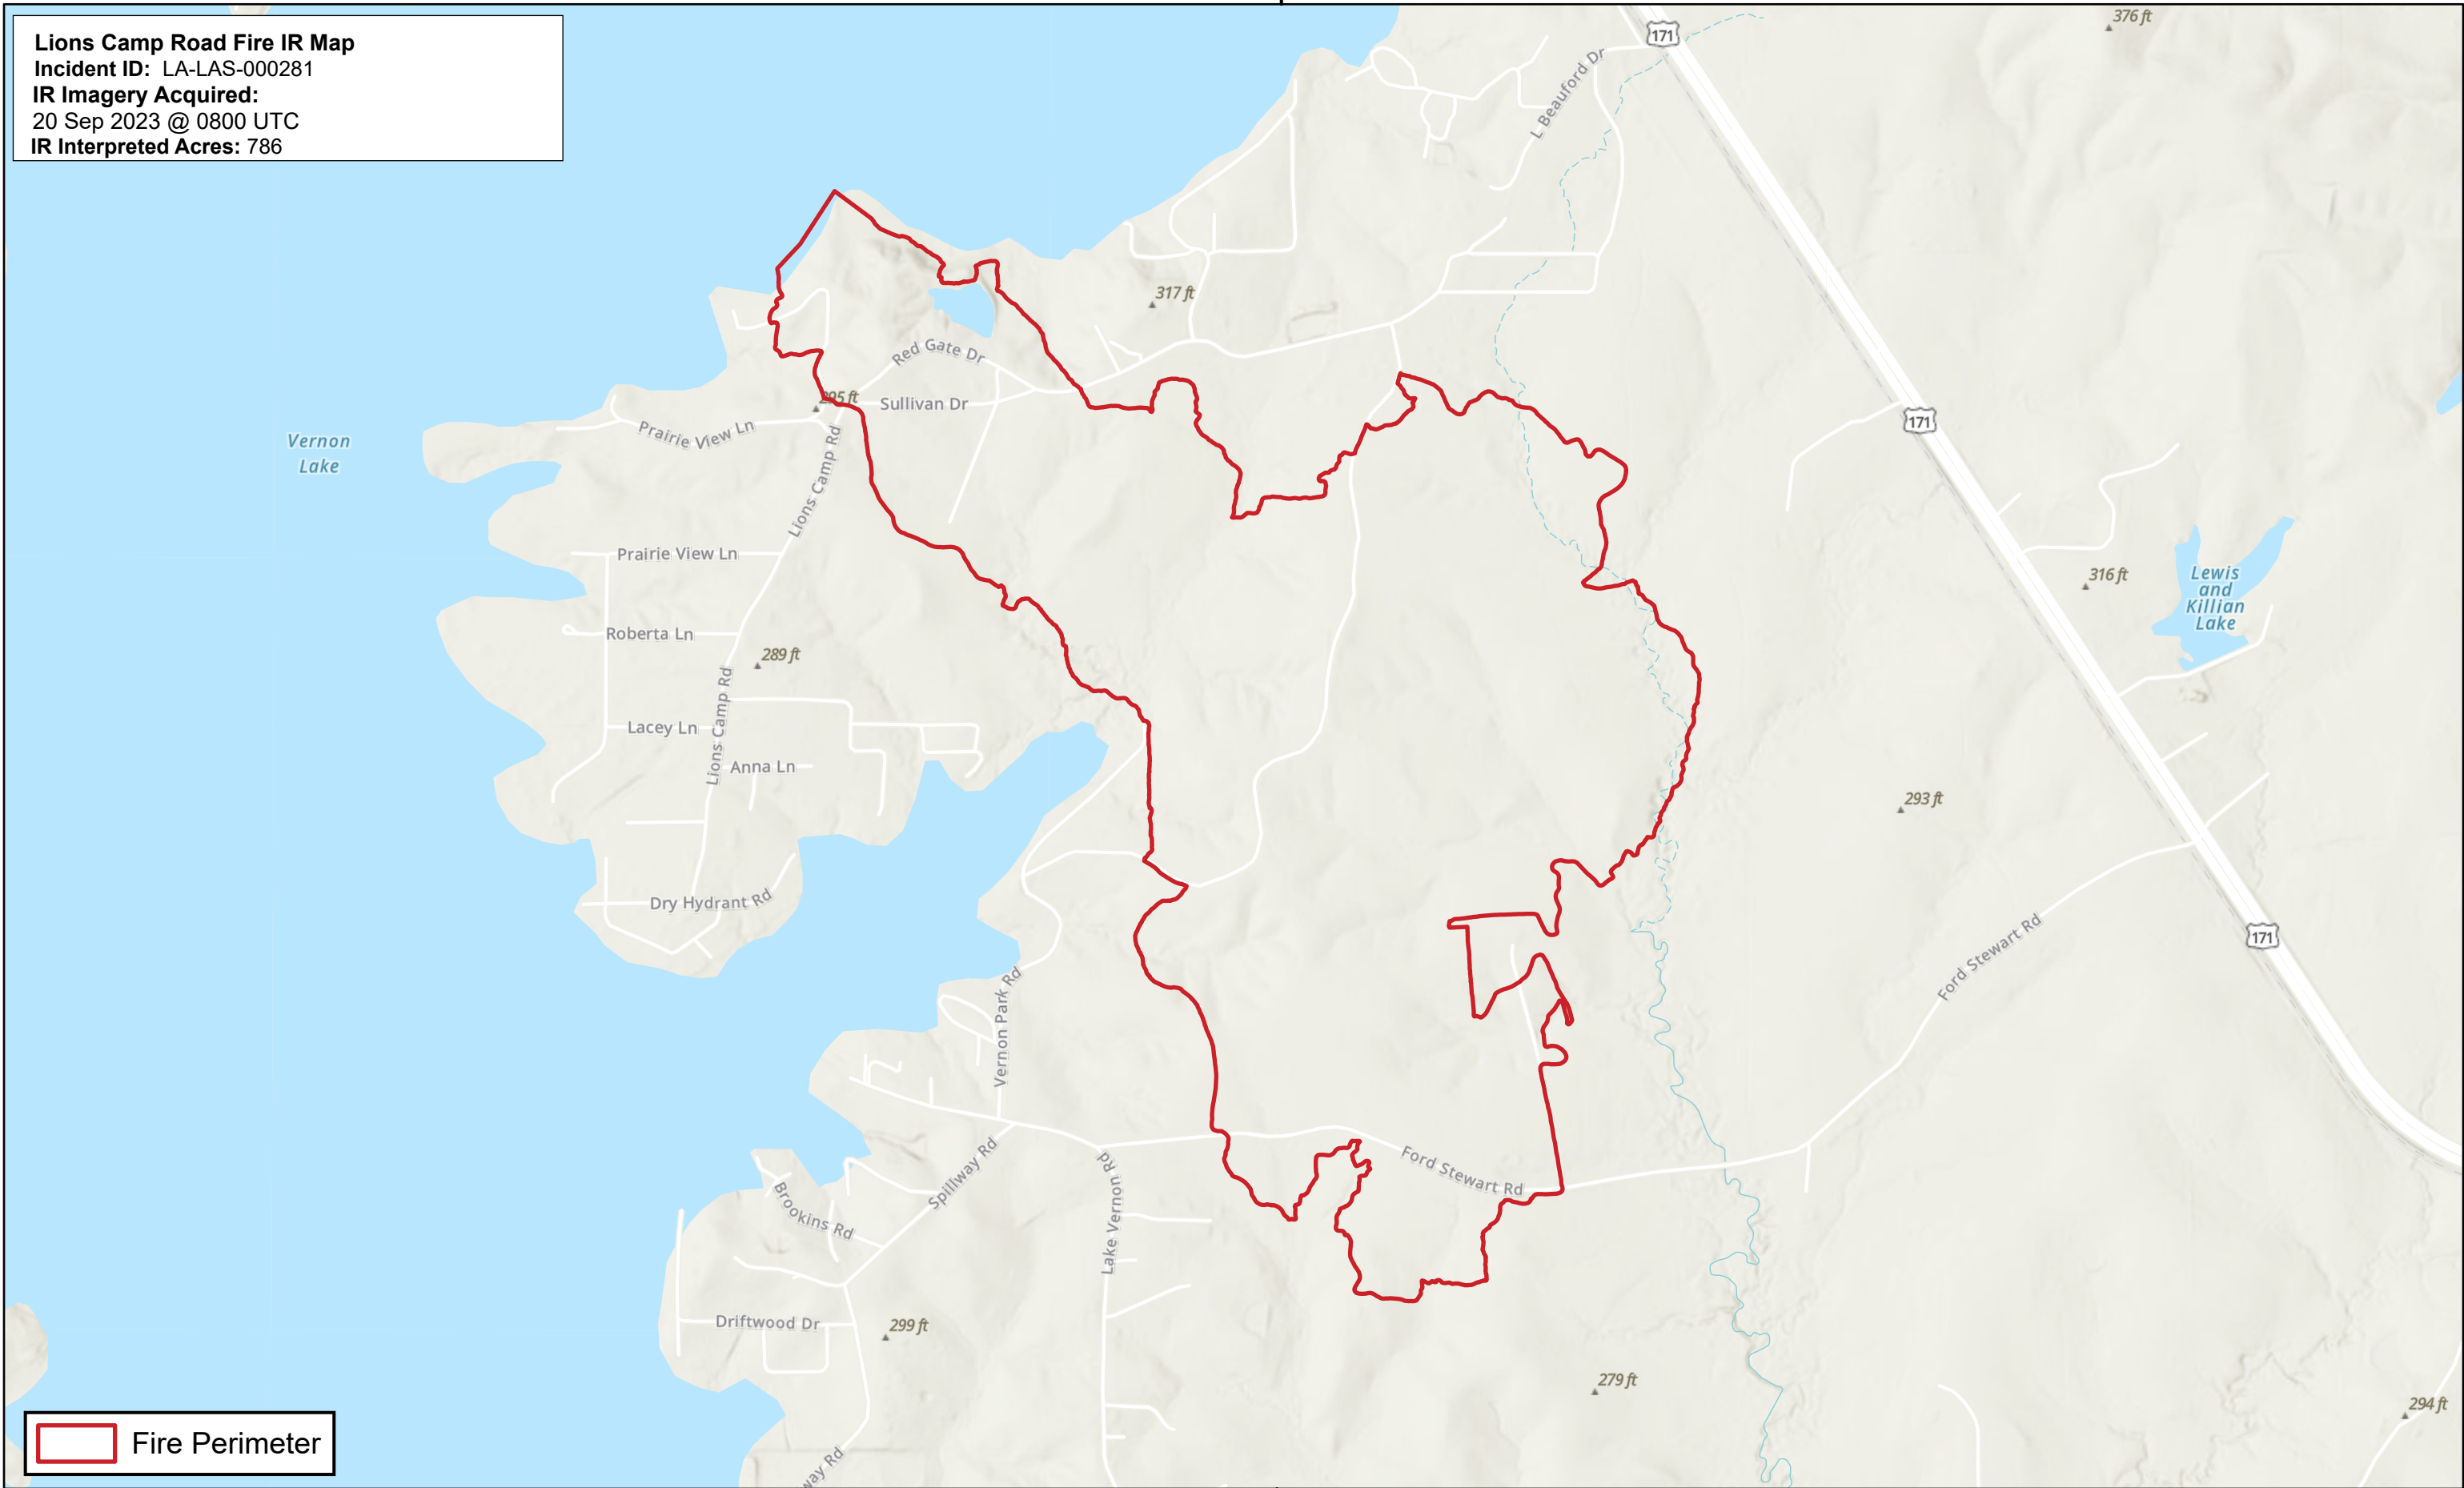 Lions Camp Road Fire IR Map
Incident ID: LA-LAS-000281
IR Imagery Acquired:
20 Sep 2023 @ 0800 UTC
IR Interpreted Acres: 786
376 ft
171
L Beauford Dr
317 ft
Red Gate Dr
295 ft
Sullivan Dr
171
Prairie View Ln
Vernon
Lake
Lions Camp Rd
Prairie View Ln
316 ft
Lewis
and
Killian
Lake
Roberta Ln
289 ft
Lions Camp Rd
Lacey Ln
Anna Ln
293 ft
Dry Hydrant Rd
171
Ford Stewart Rd
Vernon Park Rd
Spillway Rd
Ford Stewart Rd
Brookins Rd
Lake Vernon Rd
Driftwood Dr
299 ft
279 ft
294 ft
Fire Perimeter
way Rd